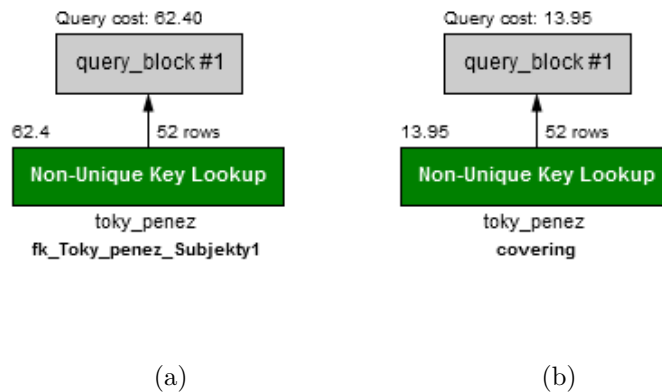 Query cost: 62.40
query_block #1
62.4
52 rows
Non-Unique Key Lookup
toky_penez
fk_Toky_penez_Subjekty1
(a)
Query cost: 13.95
query_block #1
13.95
52 rows
Non-Unique Key Lookup
toky_penez
covering
(b)